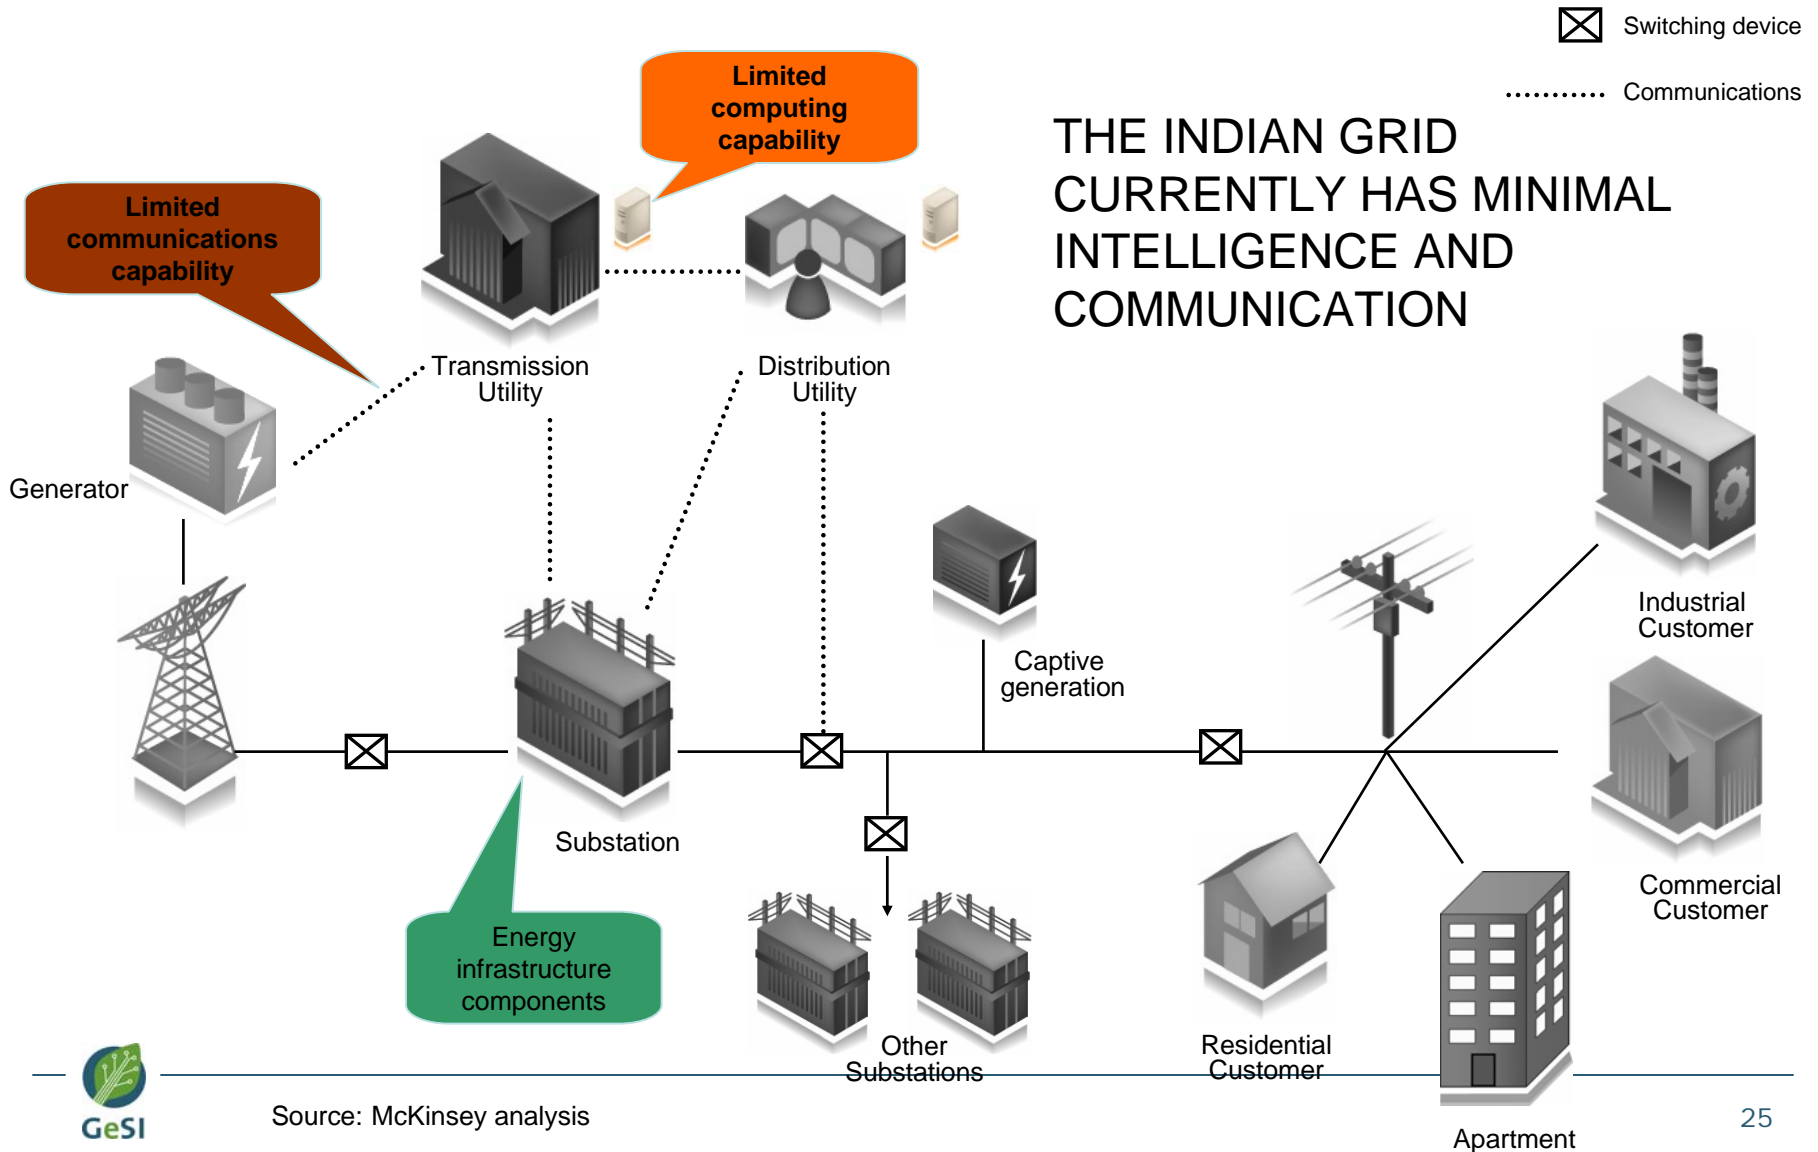 Switching device
Communications
Limited
computing
capability
THE INDIAN GRID
CURRENTLY HAS MINIMAL
INTELLIGENCE AND
COMMUNICATION
Limited
communications
capability
Transmission
Utility
Distribution
Utility
Generator
Industrial
Customer
Captive
generation
Substation
Commercial
Customer
Energy
infrastructure
components
Other
Substations
Residential
Customer
Apartment
GeSI
Source: McKinsey analysis
25